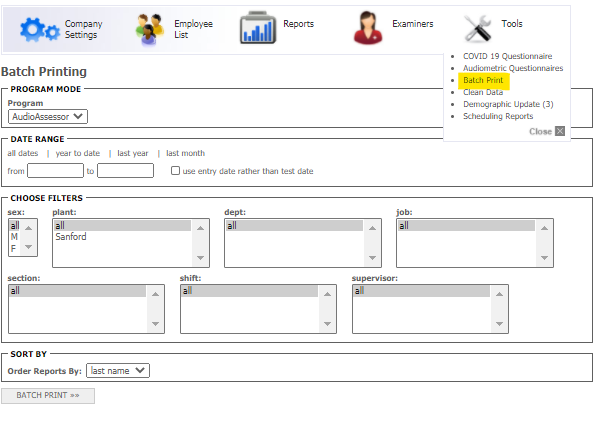 Company Settings
Employee List
Reports
Examiners
Tools
COVID 19 Questionnaire
Audiometric Questionnaires
Batch Print
Clean Data
Demographic Update (3)
Scheduling Reports
Close
Batch Printing
PROGRAM MODE
Program
AudioAssessor
DATE RANGE
all dates | year to date | last year | last month
from to use entry date rather than test date
CHOOSE FILTERS
sex: plant: dept: job:
all all all all
M Sanford
F
section: shift: supervisor:
all all all
SORT BY
Order Reports By: last name
BATCH PRINT »»